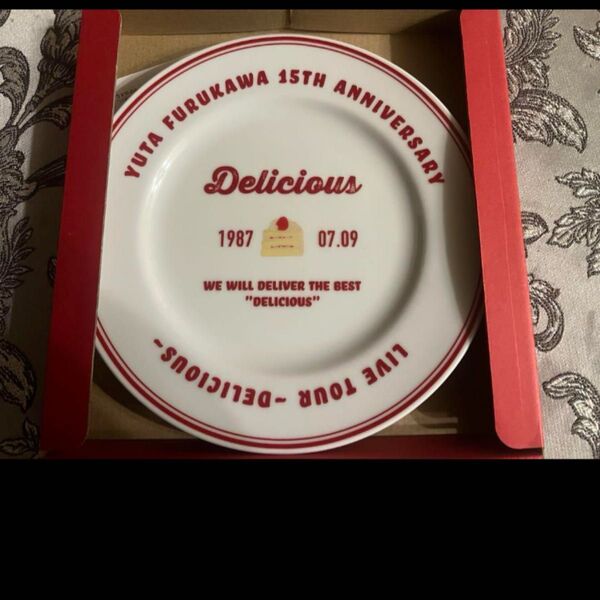 YUTA FURUKAWA 15TH ANNIVERSARY
Delicious
1987 07.09
WE WILL DELIVER THE BEST
"DELICIOUS"
LIVE TOUR ~DELICIOUS~